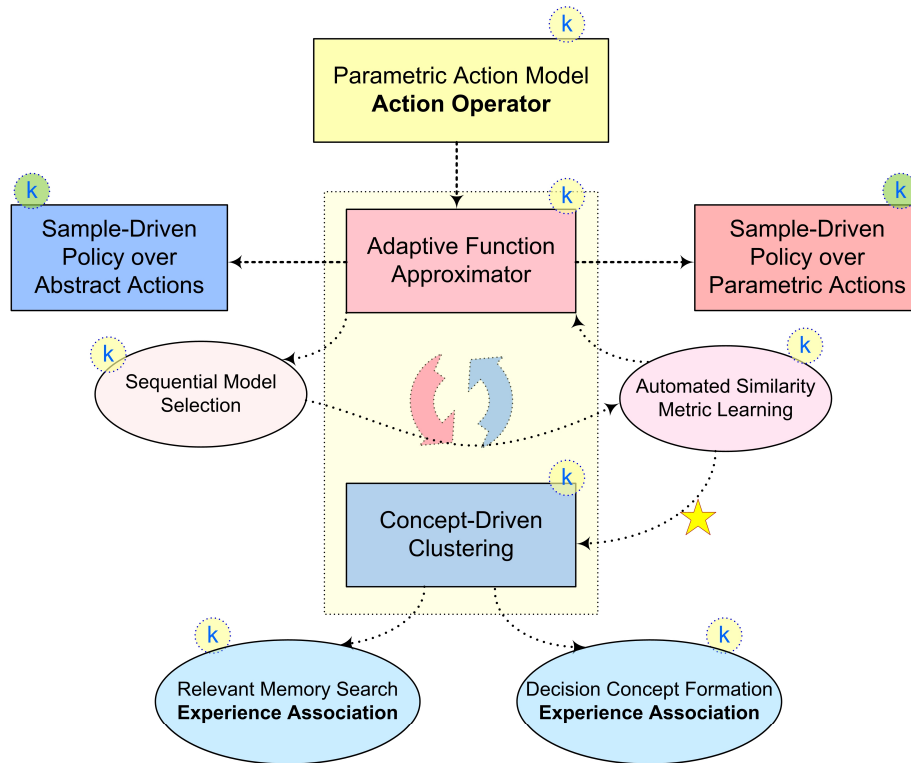 k
Parametric Action Model
Action Operator
k
k
k
Sample-Driven
Policy over
Abstract Actions
Adaptive Function
Approximator
Sample-Driven
Policy over
Parametric Actions
k
k
Sequential Model
Selection
Automated Similarity
Metric Learning
k
Concept-Driven
Clustering
k
k
Relevant Memory Search
Experience Association
Decision Concept Formation
Experience Association